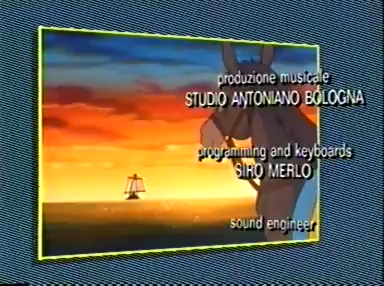 produzione musicale
STUDIO ANTONIANO BOLOGNA
programming and keyboards
SIRO MERLO
sound engineer